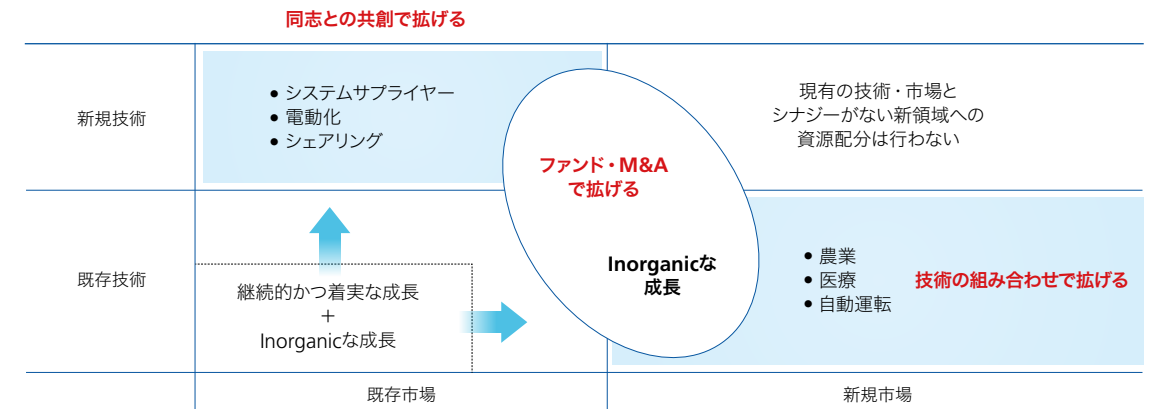 同志との共創で拡げる
新規技術
● システムサプライヤー
● 電動化
● シェアリング
現有の技術・市場と
シナジーがない新領域への
資源配分は行わない
ファンド・M&A
で拡げる
既存技術
継続的かつ着実な成長
+
Inorganicな成長
Inorganicな
成長
● 農業
● 医療
● 自動運転
技術の組み合わせで拡げる
既存市場
新規市場